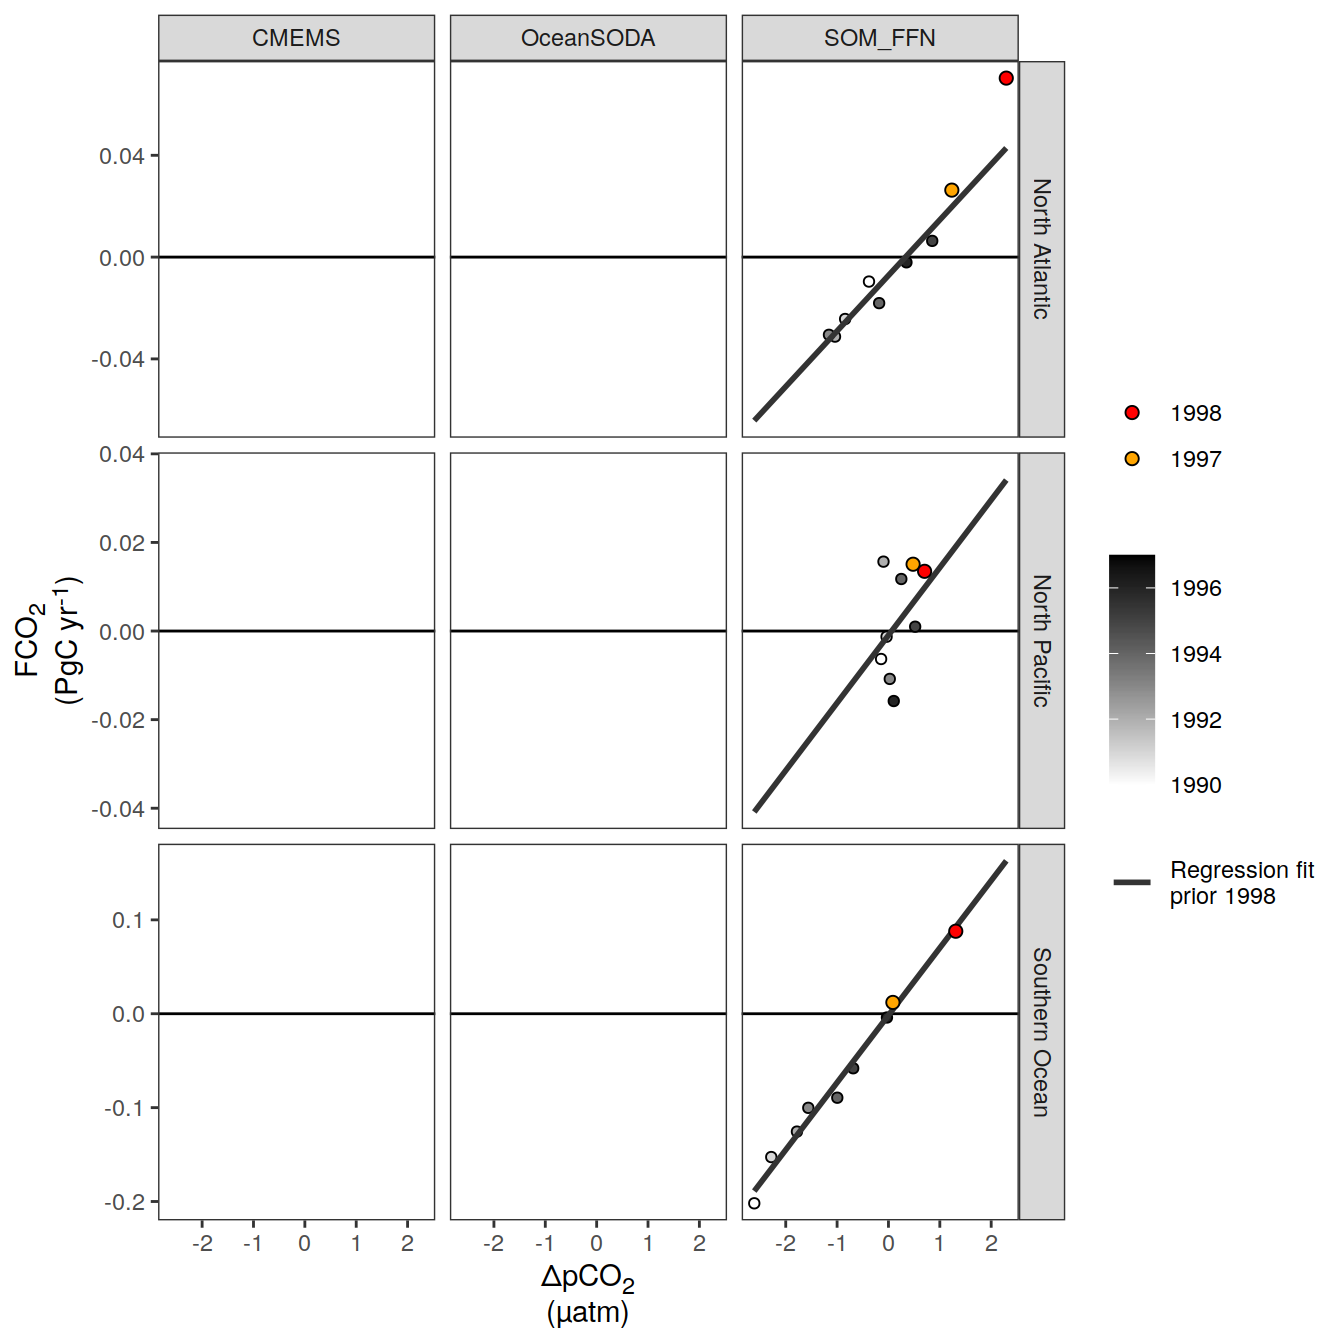 CMEMS
OceanSODA
SOM_FFN
0.04
0.00
-0.04
North Atlantic
0.04
0.02
0.00
-0.02
-0.04
North Pacific
0.1
0.0
-0.1
-0.2
Southern Ocean
-2 -1 0 1 2
-2 -1 0 1 2
-2 -1 0 1 2
ΔpCO₂
(µatm)
FCO₂
(PgC yr⁻¹)
1998
1997
1996
1994
1992
1990
Regression fit
prior 1998